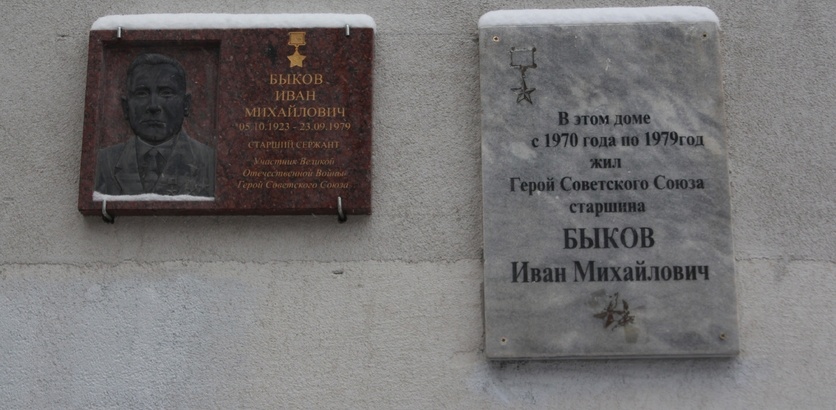 БЫКОВ
ИВАН
МИХАЙЛОВИЧ
05.10.1923 - 23.09.1979
СТАРШИЙ СЕРЖАНТ
Участник Великой
Отечественной Войны
Герой Советского Союза
В этом доме
с 1970 года по 1979год
жил
Герой Советского Союза
старшина
БЫКОВ
Иван Михайлович